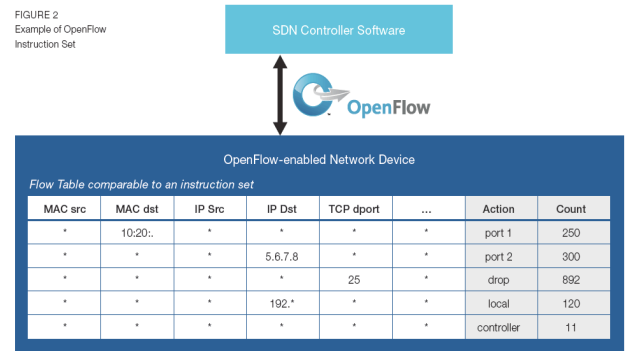 FIGURE 2
Example of OpenFlow
Instruction Set
SDN Controller Software
OpenFlow
OpenFlow-enabled Network Device
Flow Table comparable to an instruction set
MAC src MAC dst IP Src IP Dst TCP dport ... Action Count
* 10:20:. * * * * port 1 250
* * * 5.6.7.8 * * port 2 300
* * * * 25 * drop 892
* * * 192.* * * local 120
* * * * * * controller 11